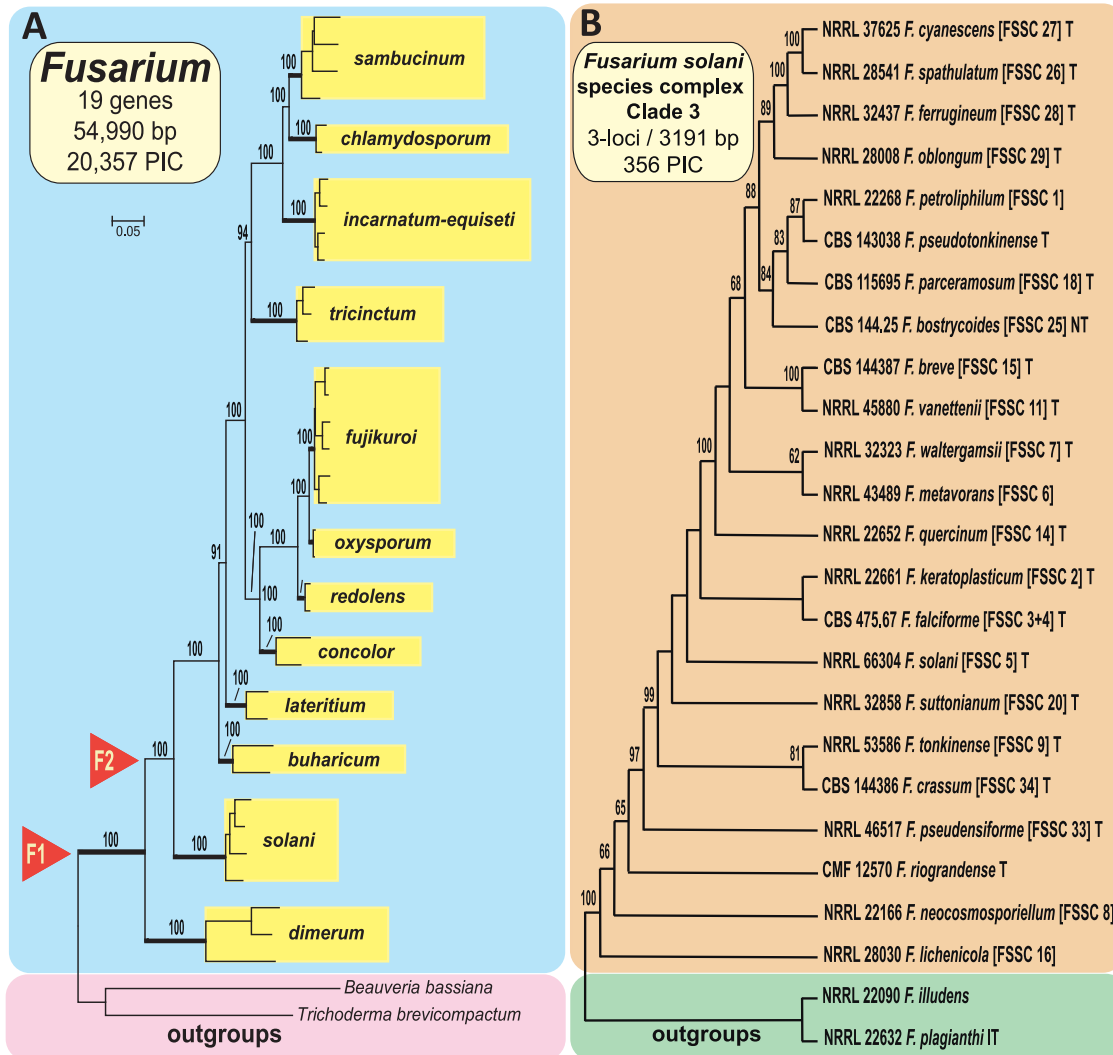 A
Fusarium
19 genes
54,990 bp
20,357 PIC
0.05
100
sambucinum
100
100
chlamydosporum
100
100
incarnatum-equiseti
94
100
tricinctum
100
100
fujikuroi
100
oxysporum
100
100
redolens
100
91
100
concolor
100
lateritium
100
100
buharicum
F2
100
100
solani
F1
100
100
dimerum
Beauveria bassiana
Trichoderma brevicompactum
outgroups
B
Fusarium solani
species complex
Clade 3
3-loci / 3191 bp
356 PIC
100
NRRL 37625 F. cyanescens [FSSC 27] T
100
NRRL 28541 F. spathulatum [FSSC 26] T
89
NRRL 32437 F. ferrugineum [FSSC 28] T
NRRL 28008 F. oblongum [FSSC 29] T
88
87
NRRL 22268 F. petroliphilum [FSSC 1]
83
CBS 143038 F. pseudotonkinense T
84
CBS 115695 F. parceramosum [FSSC 18] T
68
CBS 144.25 F. bostrycoides [FSSC 25] NT
100
CBS 144387 F. breve [FSSC 15] T
NRRL 45880 F. vanettenii [FSSC 11] T
100
62
NRRL 32323 F. waltergamsii [FSSC 7] T
NRRL 43489 F. metavorans [FSSC 6]
NRRL 22652 F. quercinum [FSSC 14] T
NRRL 22661 F. keratoplasticum [FSSC 2] T
CBS 475.67 F. falciforme [FSSC 3+4] T
NRRL 66304 F. solani [FSSC 5] T
99
NRRL 32858 F. suttonianum [FSSC 20] T
81
NRRL 53586 F. tonkinense [FSSC 9] T
97
CBS 144386 F. crassum [FSSC 34] T
65
NRRL 46517 F. pseudensiforme [FSSC 33] T
66
CMF 12570 F. riograndense T
100
NRRL 22166 F. neocosmosporiellum [FSSC 8]
NRRL 28030 F. lichenicola [FSSC 16]
NRRL 22090 F. illudens
NRRL 22632 F. plagianthi IT
outgroups